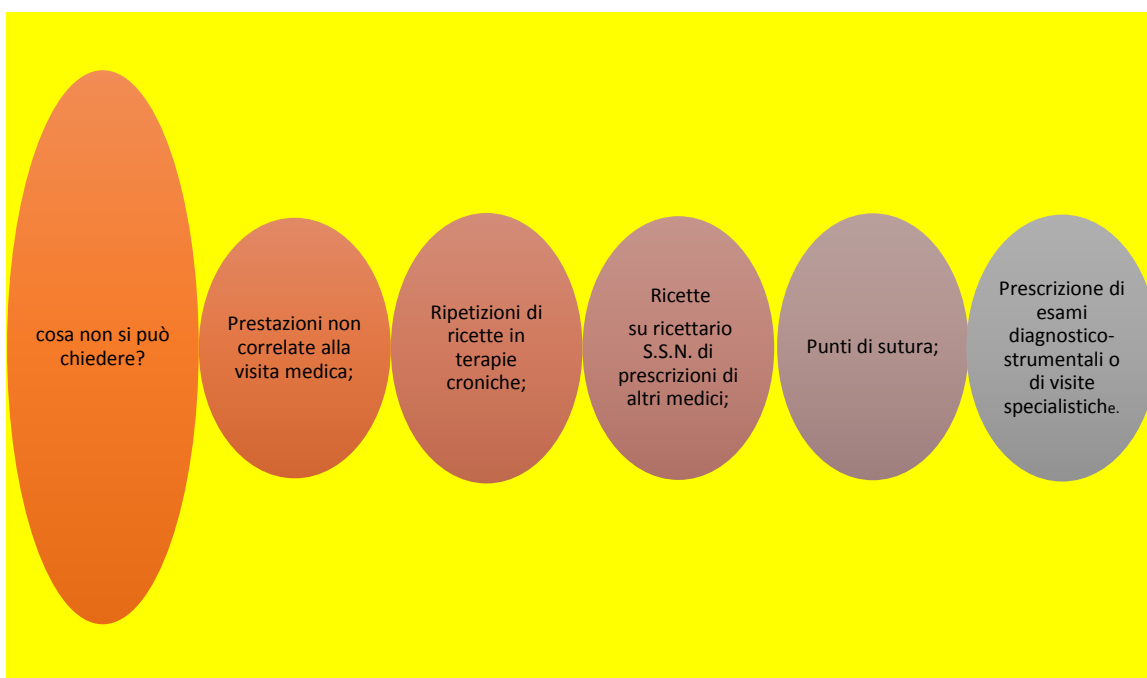 cosa non si può
chiedere?
Prestazioni non
correlate alla
visita medica;
Ripetizioni di
ricette in
terapie
croniche;
Ricette
su ricettario
S.S.N. di
prescrizioni di
altri medici;
Punti di sutura;
Prescrizione di
esami
diagnostico-
strumentali o
di visite
specialistiche.